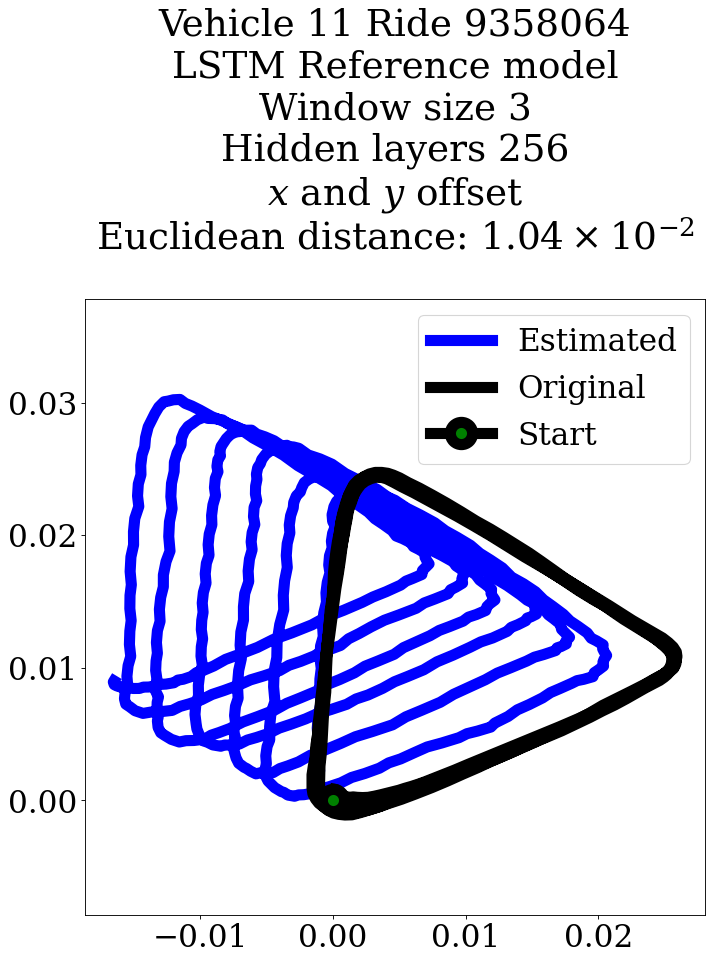 Vehicle 11 Ride 9358064
LSTM Reference model
Window size 3
Hidden layers 256
x and y offset
Euclidean distance: 1.04 × 10⁻²
Estimated
Original
Start
0.03
0.02
0.01
0.00
−0.01 0.00 0.01 0.02